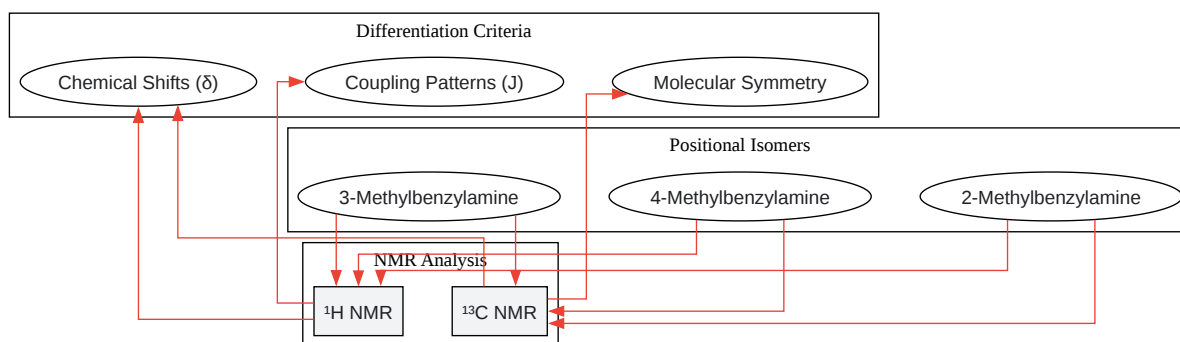 Differentiation Criteria
Chemical Shifts (δ)
Coupling Patterns (J)
Molecular Symmetry
Positional Isomers
3-Methylbenzylamine
4-Methylbenzylamine
2-Methylbenzylamine
NMR Analysis
¹H NMR
¹³C NMR